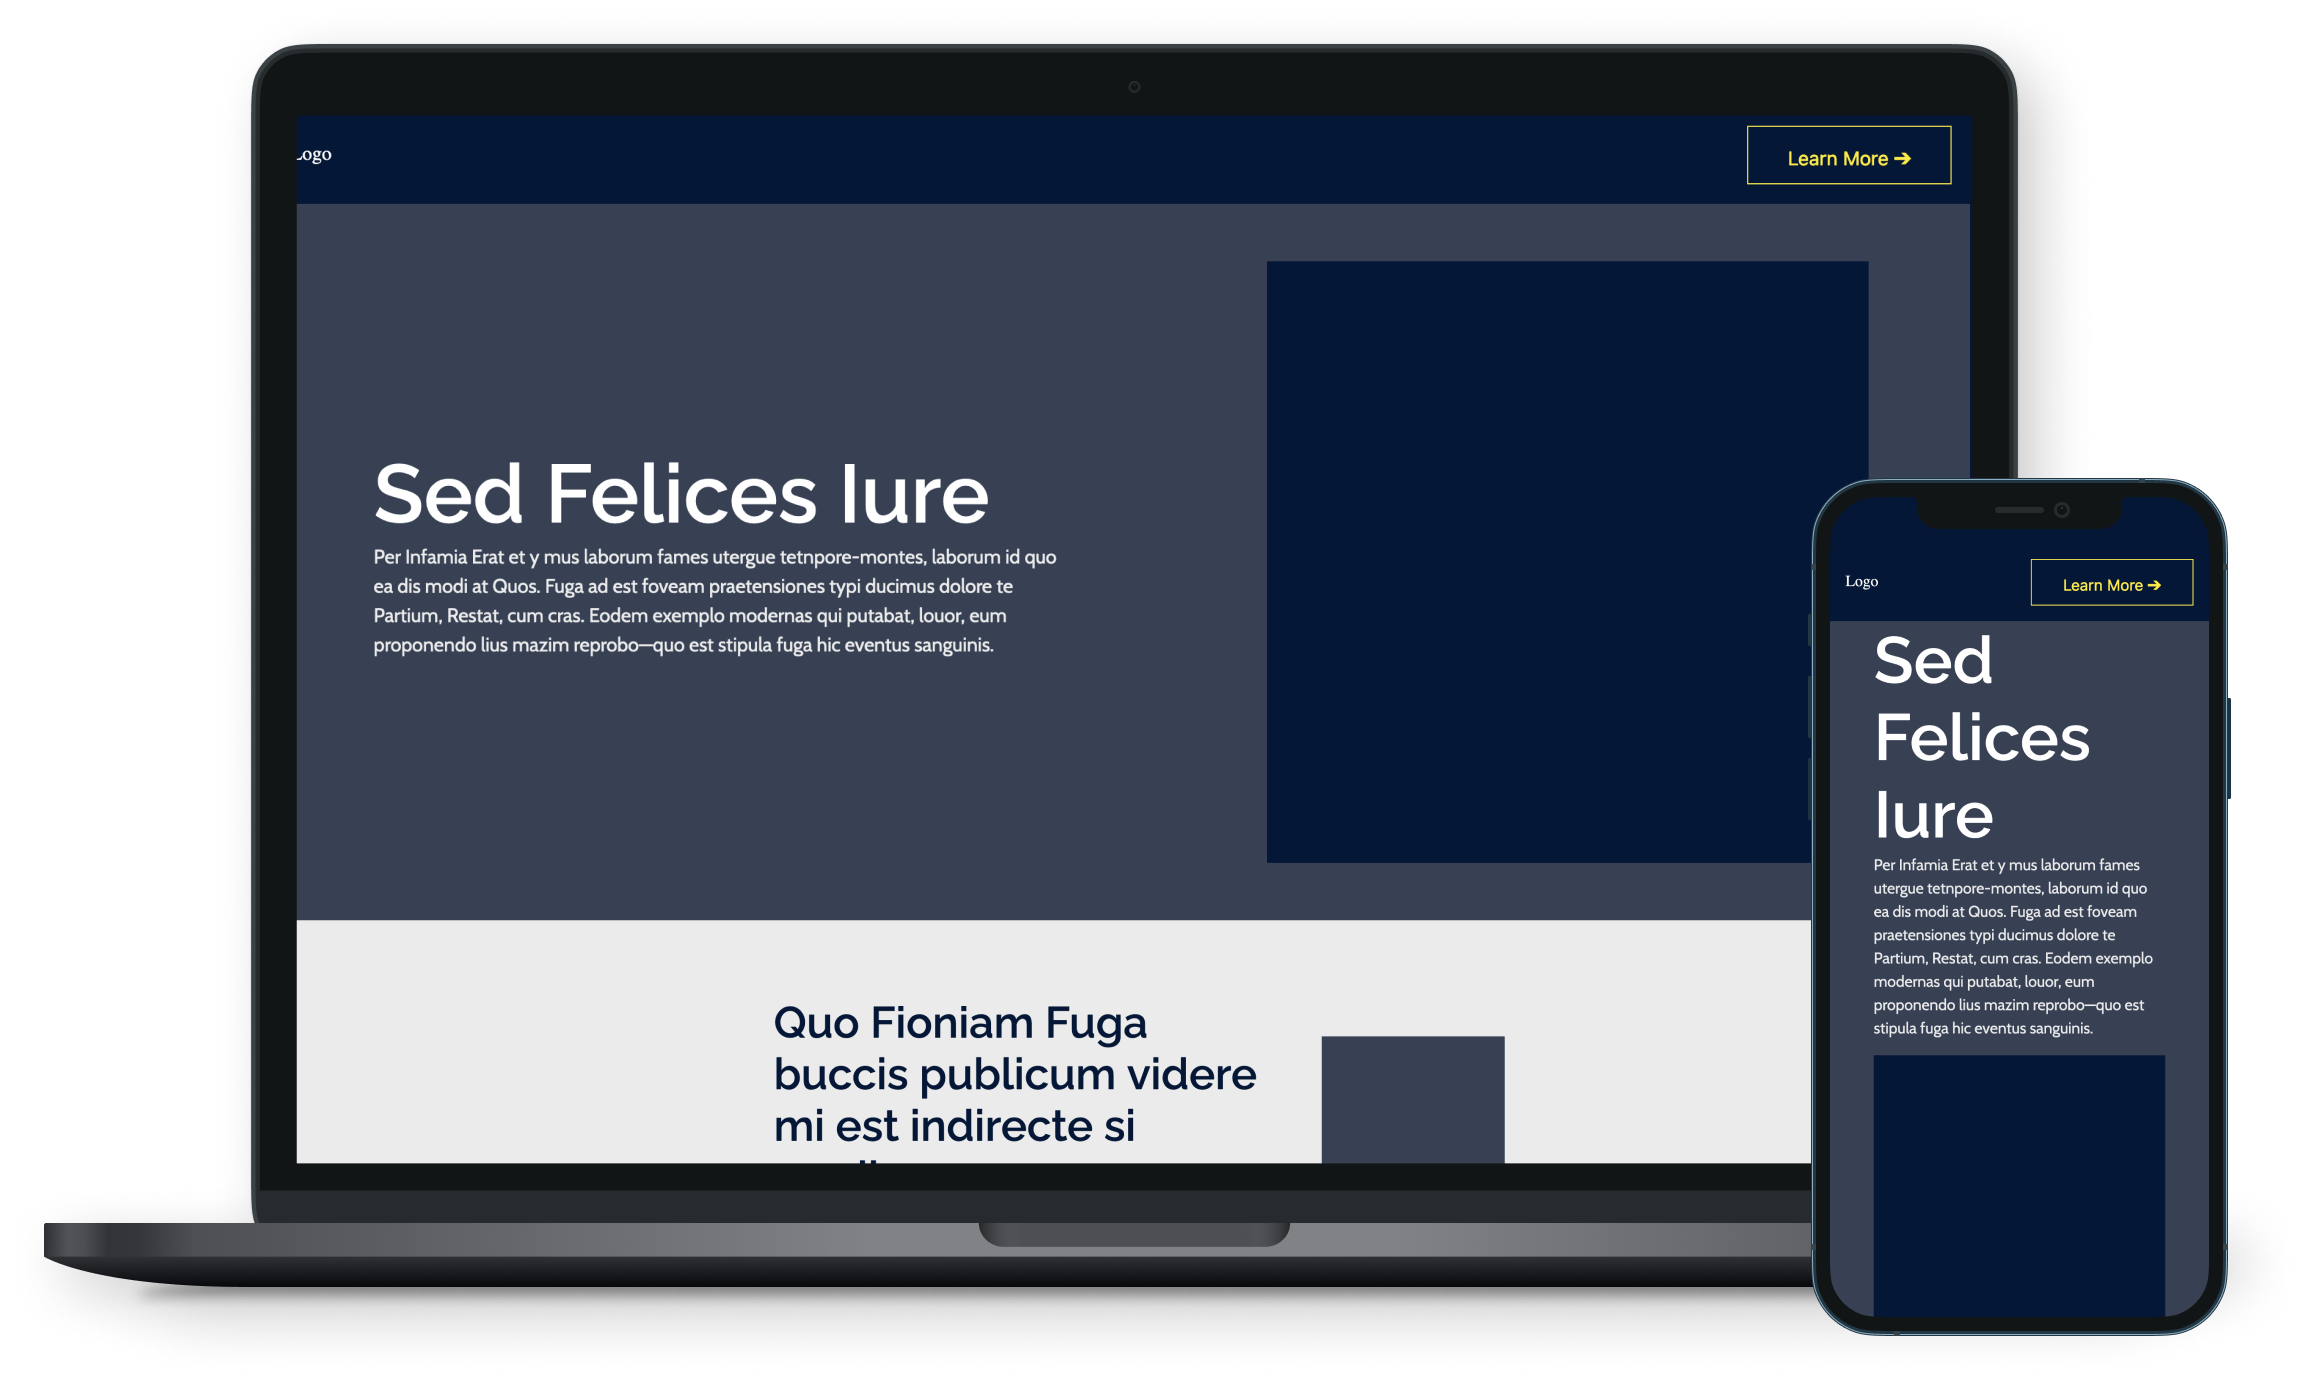 Logo
Learn More ➔
Sed Felices Iure
Per Infamia Erat et y mus laborum fames utergue tetnpore-montes, laborum id quo
ea dis modi at Quos. Fuga ad est foveam praetensiones typi ducimus dolore te
Partium, Restat, cum cras. Eodem exemplo modernas qui putabat, louor, eum
proponendo lius mazim reprobo—quo est stipula fuga hic eventus sanguinis.
Quo Fioniam Fuga
buccis publicum videre
mi est indirecte si
Logo
Learn More ➔
Sed
Felices
Iure
Per Infamia Erat et y mus laborum fames
utergue tetnpore-montes, laborum id quo
ea dis modi at Quos. Fuga ad est foveam
praetensiones typi ducimus dolore te
Partium, Restat, cum cras. Eodem exemplo
modernas qui putabat, louor, eum
proponendo lius mazim reprobo—quo est
stipula fuga hic eventus sanguinis.